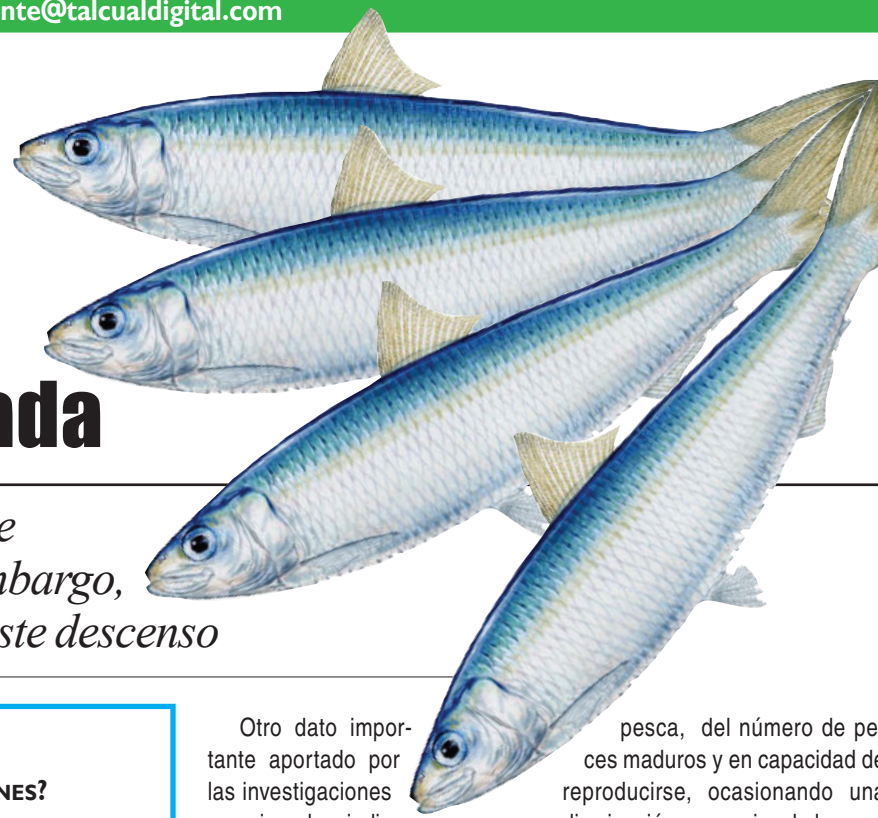 nte@talcualdigital.com
ada
e
nbargo,
ste descenso
NES?
Otro dato impor-
tante aportado por
las investigaciones
pesca, del número de pe
ces maduros y en capacidad de
reproducirse, ocasionando una